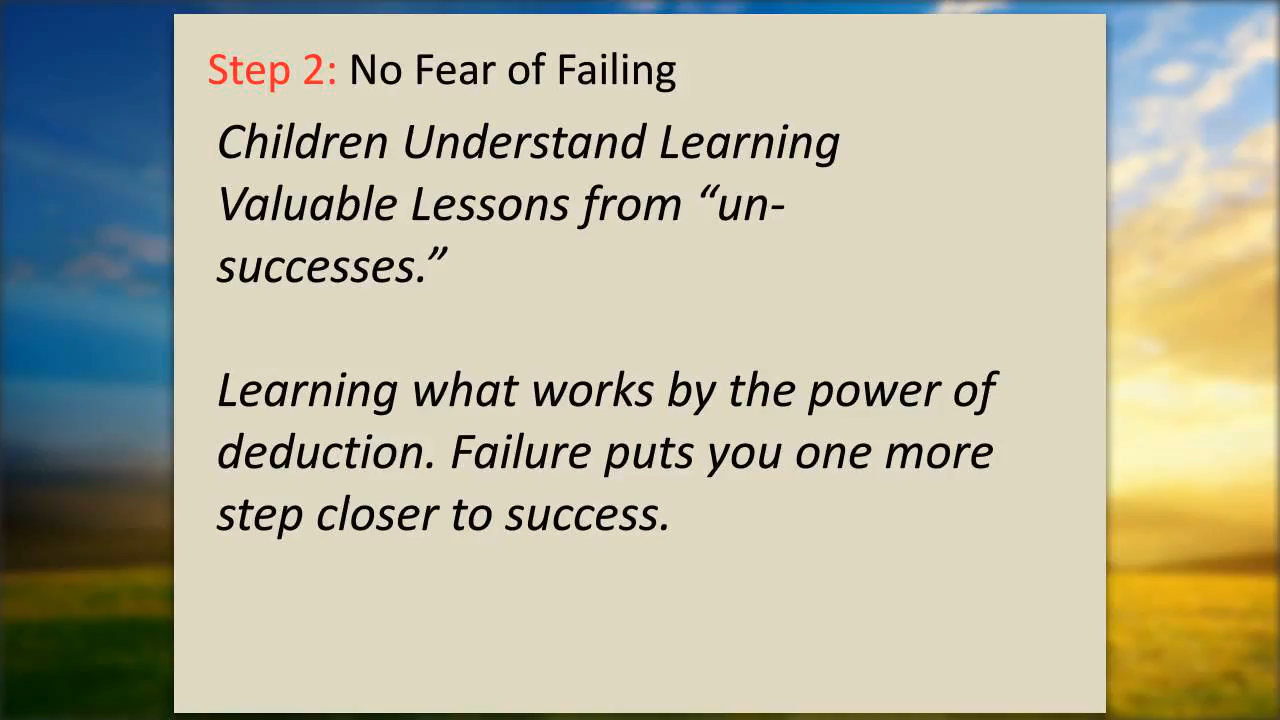 Step 2: No Fear of Failing
Children Understand Learning
Valuable Lessons from “un-
successes.”
Learning what works by the power of
deduction. Failure puts you one more
step closer to success.